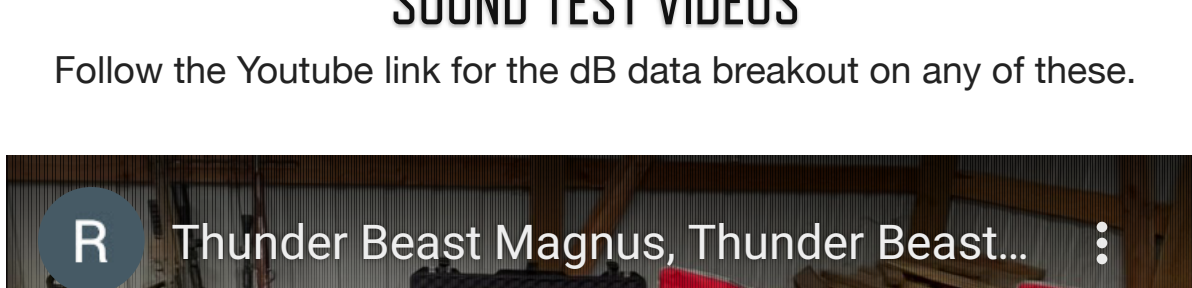 SOUND TEST VIDEOS
Follow the Youtube link for the dB data breakout on any of these.
R
Thunder Beast Magnus, Thunder Beast...